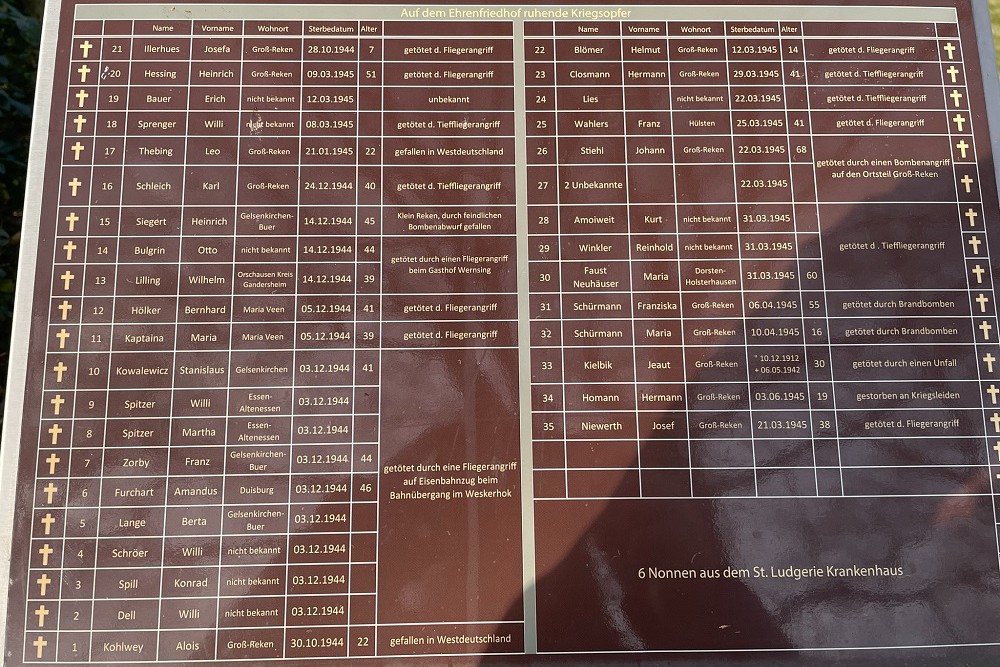 Auf dem Ehrenfriedhof ruhende Kriegsopfer
Name Vorname Wohnort Sterbedatum Alter
21 Illerhues Josefa Groß-Reken 28.10.1944 7 getötet d. Fliegerangriff
20 Hessing Heinrich Groß-Reken 09.03.1945 51 getötet d. Fliegerangriff
19 Bauer Erich nicht bekannt 12.03.1945 unbekannt
18 Sprenger Willi nicht bekannt 08.03.1945 getötet d. Tieffliegerangriff
17 Thebing Leo Groß-Reken 21.01.1945 22 gefallen in Westdeutschland
16 Schleich Karl Groß-Reken 24.12.1944 40 getötet d. Tieffliegerangriff
15 Siegert Heinrich Gelsenkirchen-Buer 14.12.1944 45 Klein Reken, durch feindlichen
Bombenabwurf gefallen
14 Bulgrin Otto nicht bekannt 14.12.1944 44 getötet durch einen Fliegerangriff
beim Gasthof Wernsing
13 Lilling Wilhelm Orschausen Kreis Gandersheim 14.12.1944 39
12 Hölker Bernhard Maria Veen 05.12.1944 41 getötet d. Fliegerangriff
11 Kaptaina Maria Maria Veen 05.12.1944 39 getötet d. Fliegerangriff
10 Kowalewicz Stanislaus Gelsenkirchen 03.12.1944 41
9 Spitzer Willi Essen-Altenessen 03.12.1944
8 Spitzer Martha Essen-Altenessen 03.12.1944
7 Zorby Franz Gelsenkirchen-Buer 03.12.1944 44
getötet durch eine Fliegerangriff
auf Eisenbahnzug beim
Bahnübergang im Weskerhok
6 Furchart Amandus Duisburg 03.12.1944 46
5 Lange Berta Gelsenkirchen-Buer 03.12.1944
4 Schröer Willi nicht bekannt 03.12.1944
3 Spill Konrad nicht bekannt 03.12.1944
2 Dell Willi nicht bekannt 03.12.1944
1 Kohlwey Alois Groß-Reken 30.10.1944 22 gefallen in Westdeutschland
Name Vorname Wohnort Sterbedatum Alter
22 Blömer Helmut Groß-Reken 12.03.1945 14 getötet d. Fliegerangriff
23 Closmann Hermann Groß-Reken 29.03.1945 41 getötet d. Tieffliegerangriff
24 Lies nicht bekannt 22.03.1945 getötet d. Tieffliegerangriff
25 Wahlers Franz Hülsten 25.03.1945 41 getötet d. Fliegerangriff
26 Stiehl Johann Groß-Reken 22.03.1945 68
getötet durch einen Bombenangriff
auf den Ortsteil Groß-Reken
27 2 Unbekannte 22.03.1945
28 Amoiweit Kurt nicht bekannt 31.03.1945
29 Winkler Reinhold nicht bekannt 31.03.1945 getötet d . Tieffliegerangriff
30 Faust Neuhäuser Maria Dorsten-Holsterhausen 31.03.1945 60
31 Schürmann Franziska Groß-Reken 06.04.1945 55 getötet durch Brandbomben
32 Schürmann Maria Groß-Reken 10.04.1945 16 getötet durch Brandbomben
33 Kielbik Jeaut Groß-Reken * 10.12.1912 + 06.05.1942 30 getötet durch einen Unfall
34 Homann Hermann Groß-Reken 03.06.1945 19 gestorben an Kriegsleiden
35 Niewerth Josef Groß-Reken 21.03.1945 38 getötet d. Fliegerangriff
6 Nonnen aus dem St. Ludgerie Krankenhaus